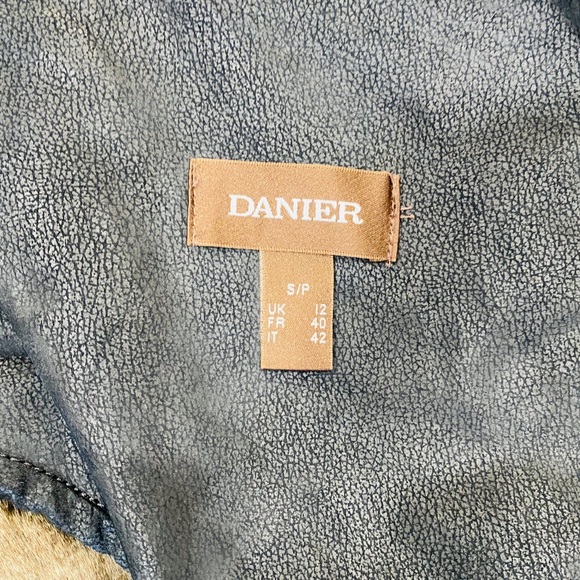 DANIER
S/P
UK 12
FR 40
IT 42